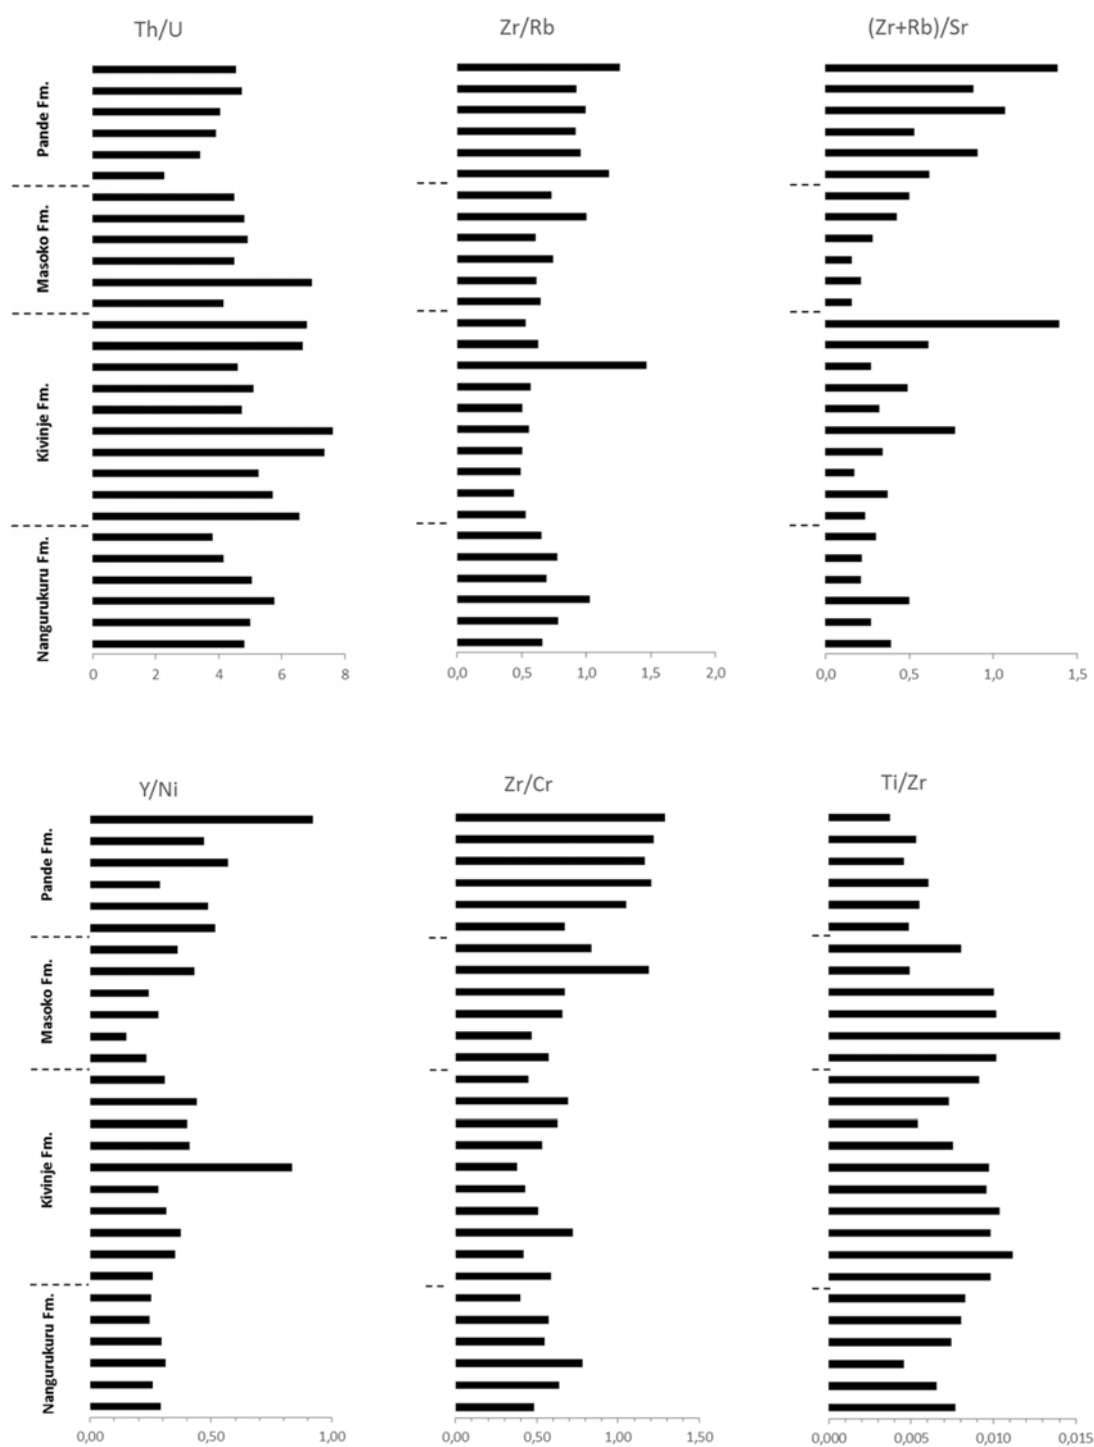 Th/U
Zr/Rb
(Zr+Rb)/Sr
Pande Fm.
Masoko Fm.
Kivinje Fm.
Nangurukuru Fm.
0 2 4 6 8
0,0 0,5 1,0 1,5 2,0
0,0 0,5 1,0 1,5
Y/Ni
Zr/Cr
Ti/Zr
Pande Fm.
Masoko Fm.
Kivinje Fm.
Nangurukuru Fm.
0,00 0,50 1,00
0,00 0,50 1,00 1,50
0,000 0,005 0,010 0,015